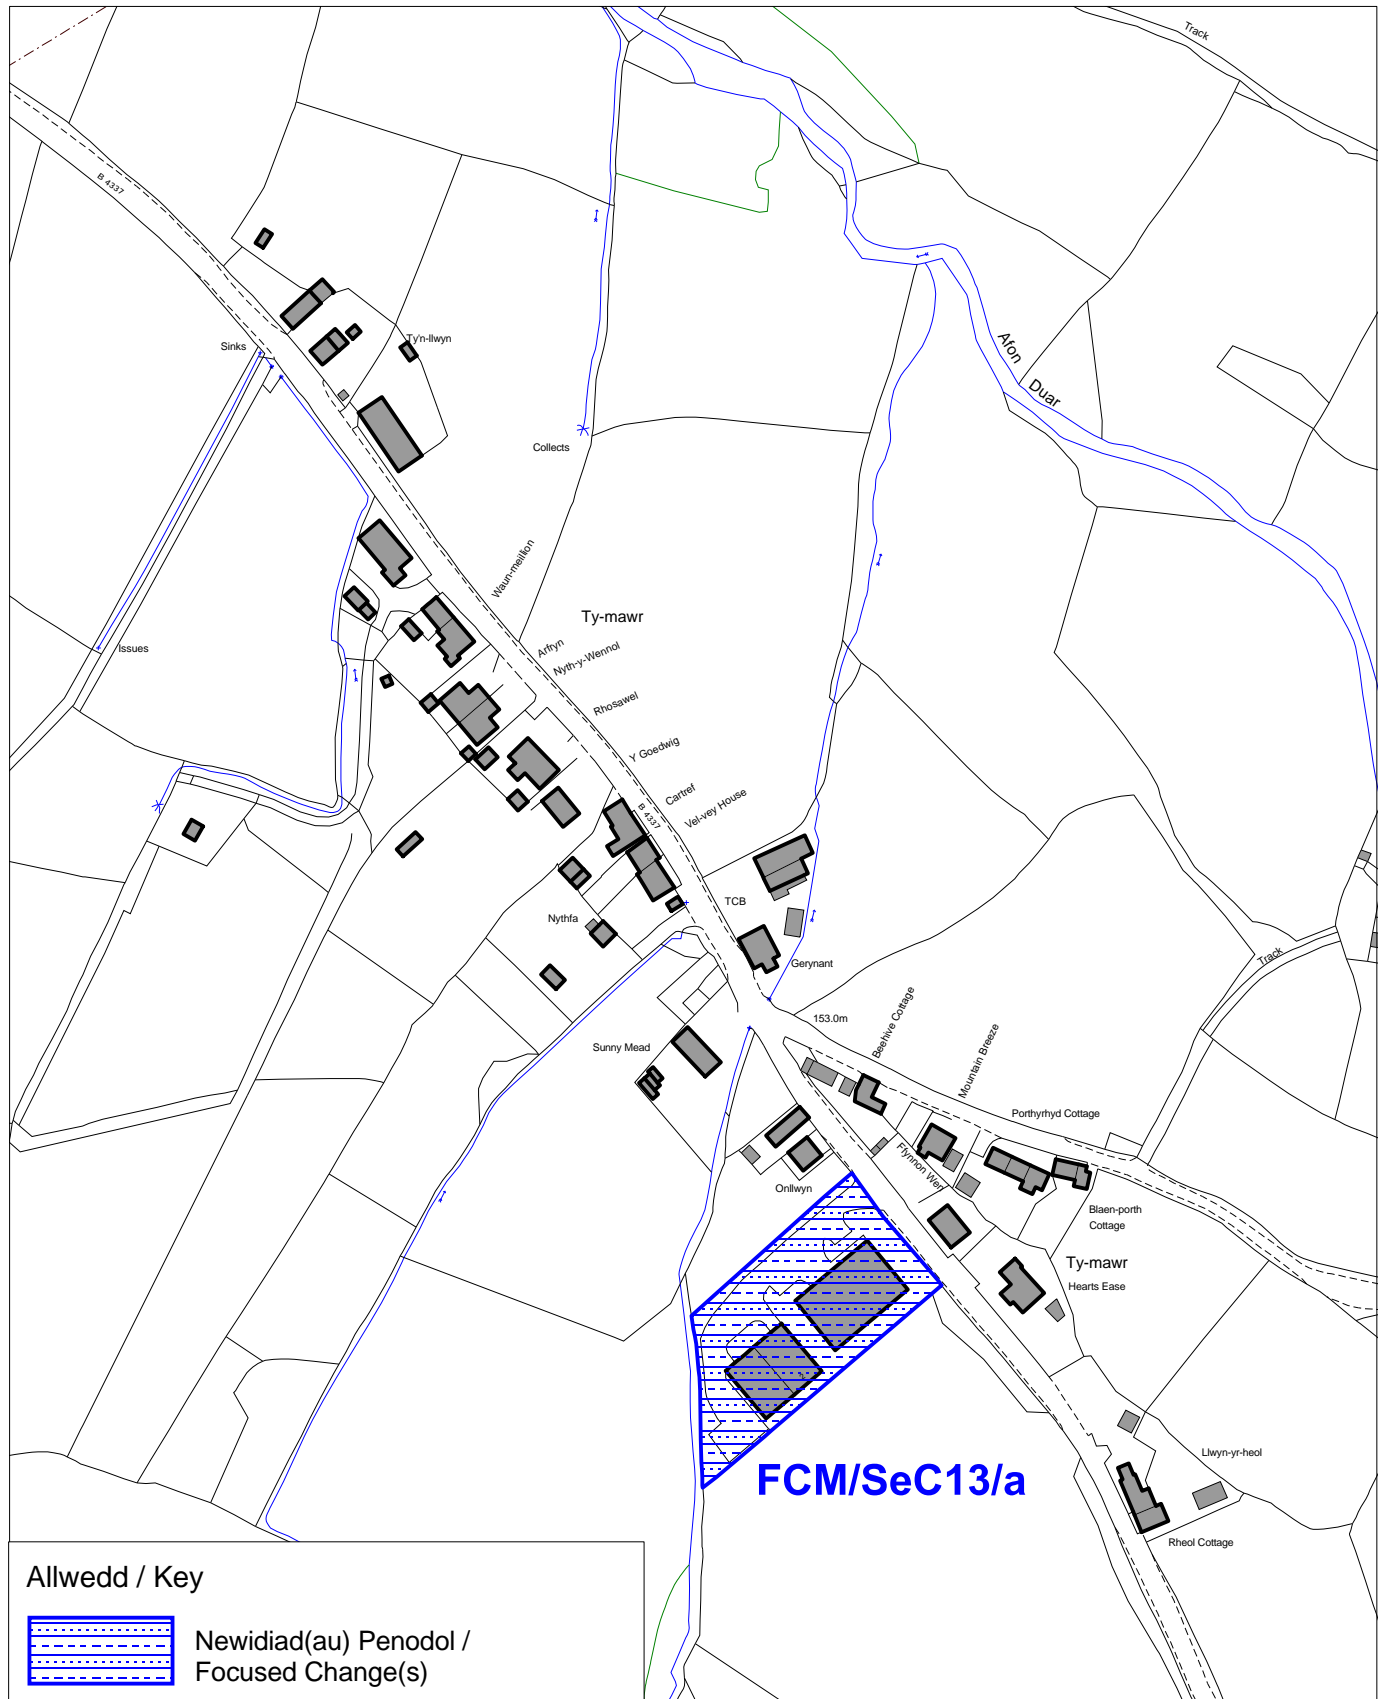 Track
B 4337
Ty'n-llwyn
Sinks
Afon
Duar
Collects
Waun-meillion
Ty-mawr
Issues
Arfryn
Nyth-y-Wennol
Rhosawel
Y Goedwig
Cartref
B 4337
Vel-vey House
TCB
Nythfa
Gerynant
Track
153.0m
Beehive Cottage
Sunny Mead
Mountain Breeze
Porthyrhyd Cottage
Ffynnon Wen
Onllwyn
Blaen-porth
Cottage
Ty-mawr
Hearts Ease
Llwyn-yr-heol
FCM/SeC13/a
Rheol Cottage
Allwedd / Key
Newidiad(au) Penodol /
Focused Change(s)